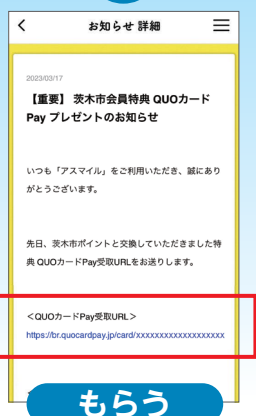 お知らせ 詳細
2023/03/17
【重要】 茨木市会員特典 QUOカード
Pay プレゼントのお知らせ
いつも「アスマイル」をご利用いただき、誠にあり
がとうございます。
先日、茨木市ポイントと交換していただきました特
典 QUOカードPay受取URLをお送りします。
＜QUOカードPay受取URL＞
https://br.quocardpay.jp/card/xxxxxxxxxxxxxxxxxxx
もらう